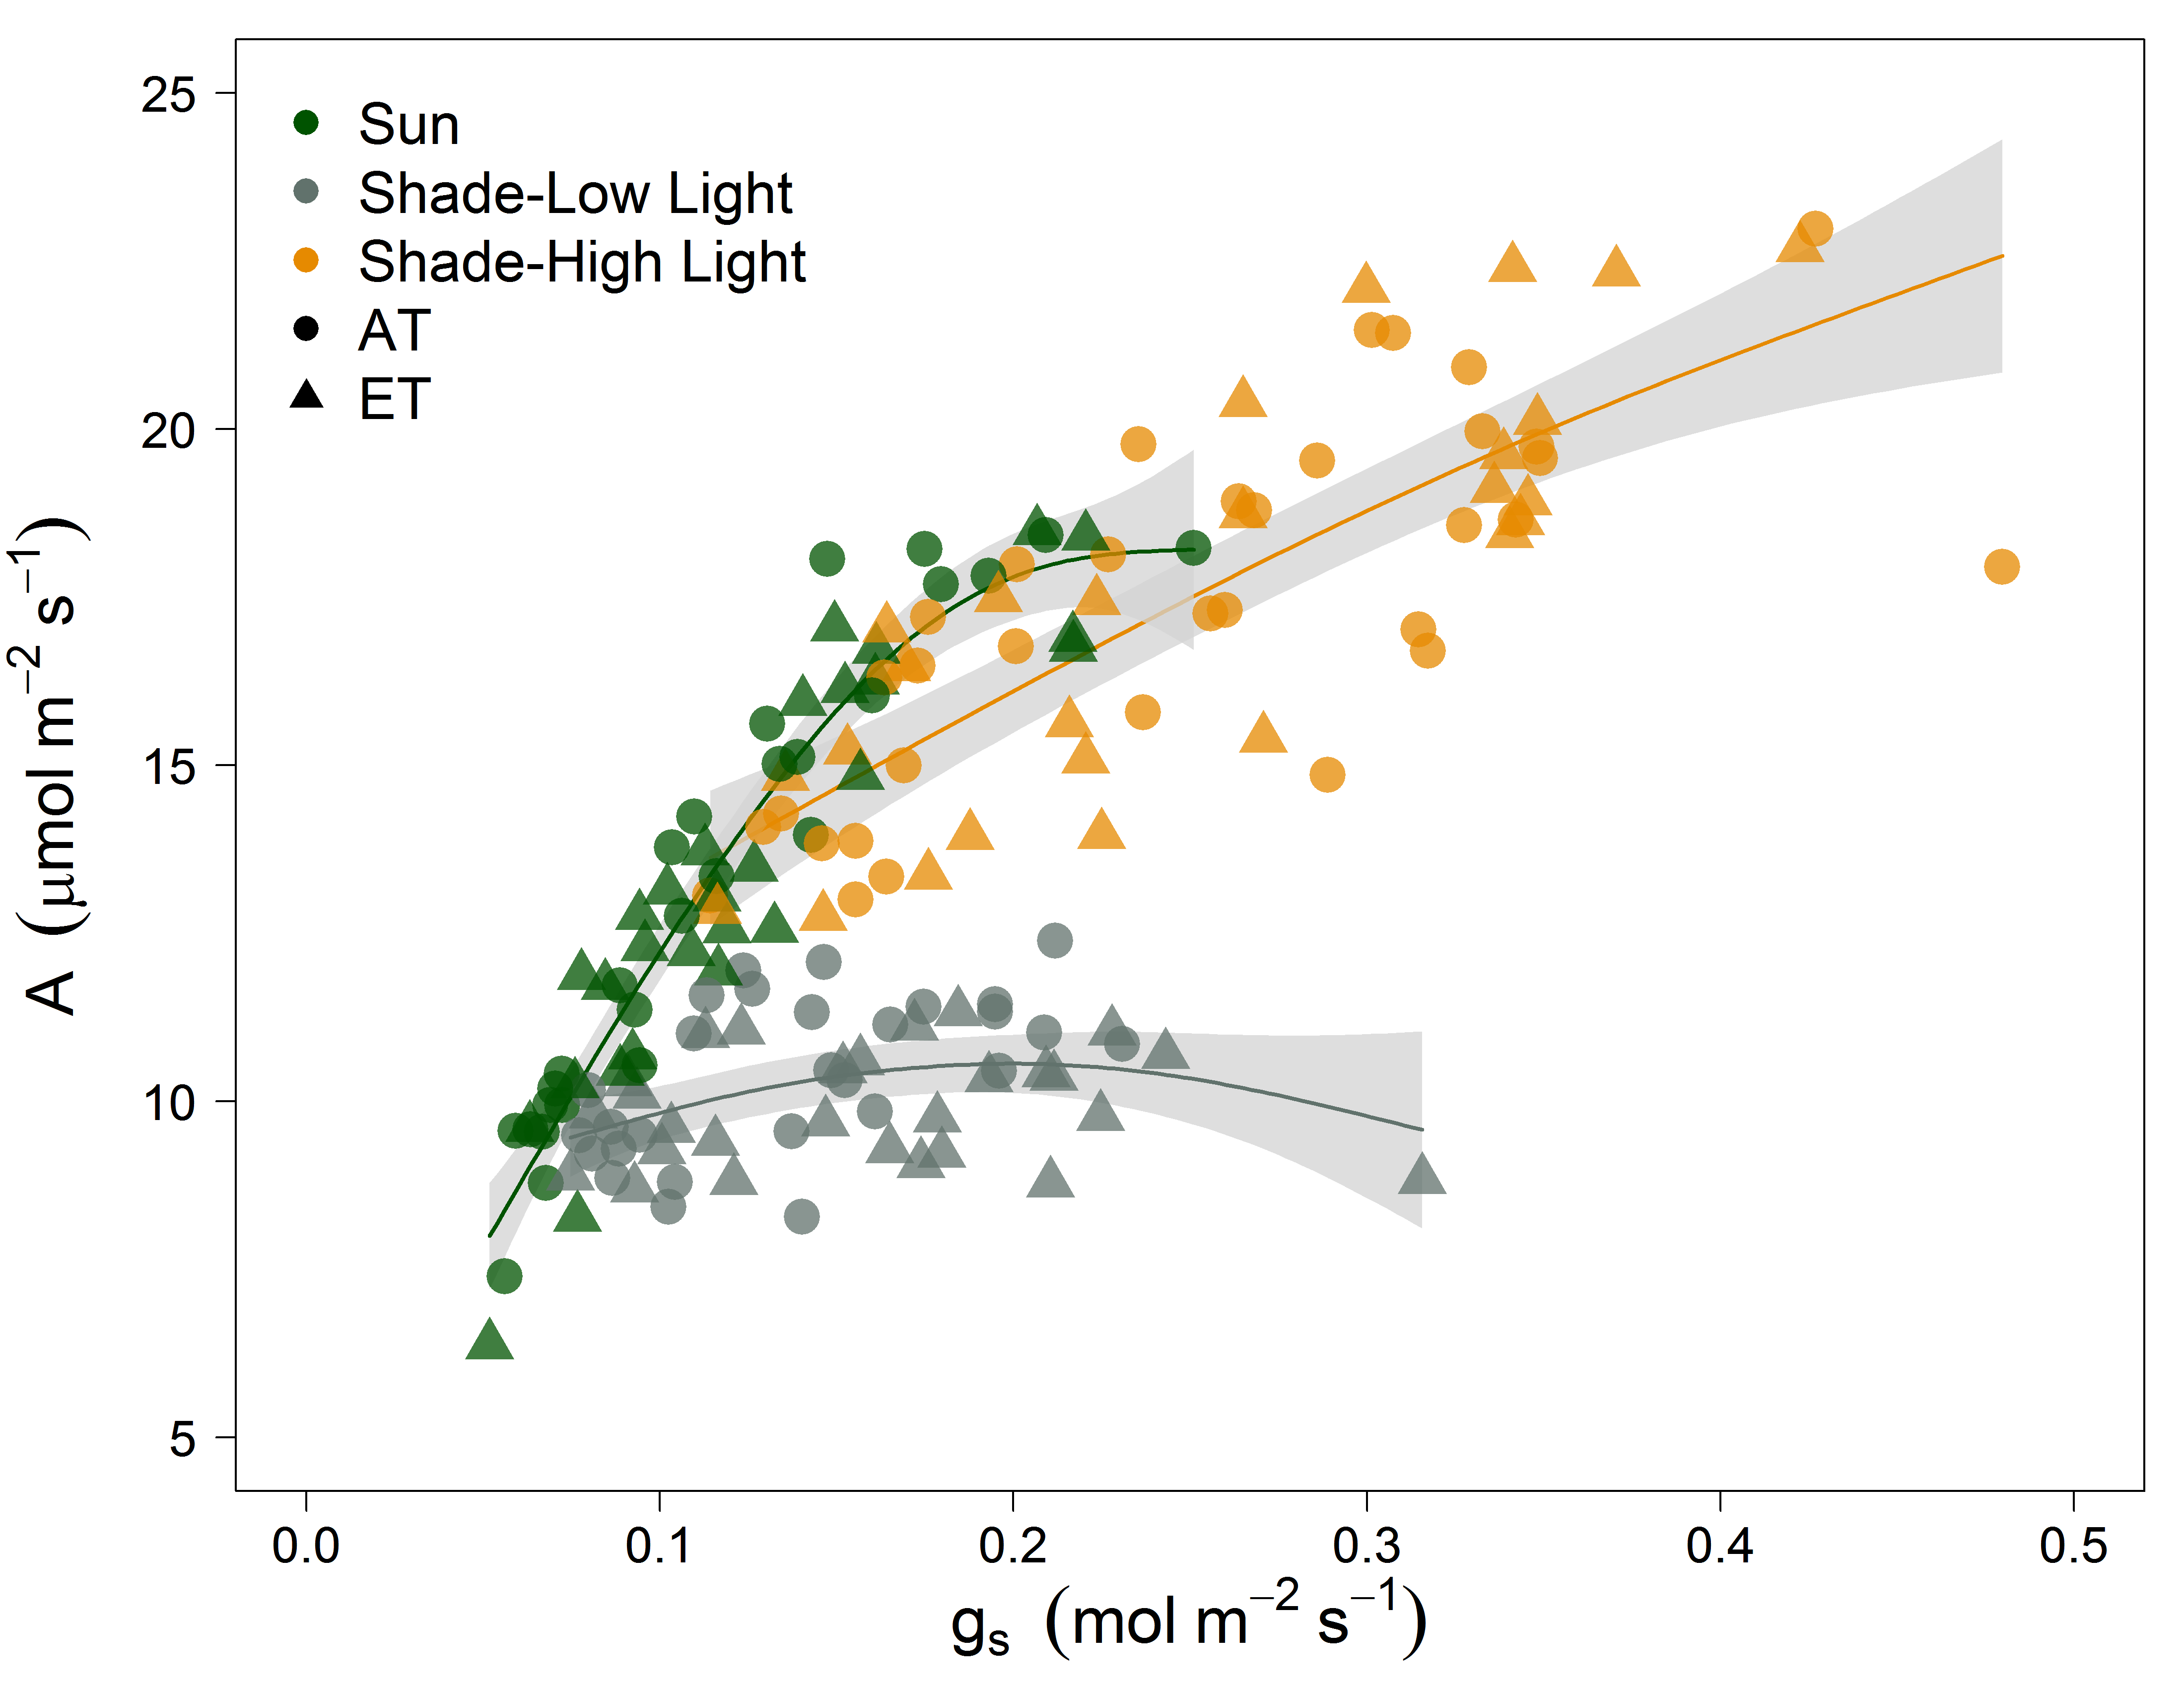 25
20
15
10
5
A (μmol m⁻² s⁻¹)
Sun
Shade-Low Light
Shade-High Light
AT
ET
0.0 0.1 0.2 0.3 0.4 0.5
gₛ (mol m⁻² s⁻¹)